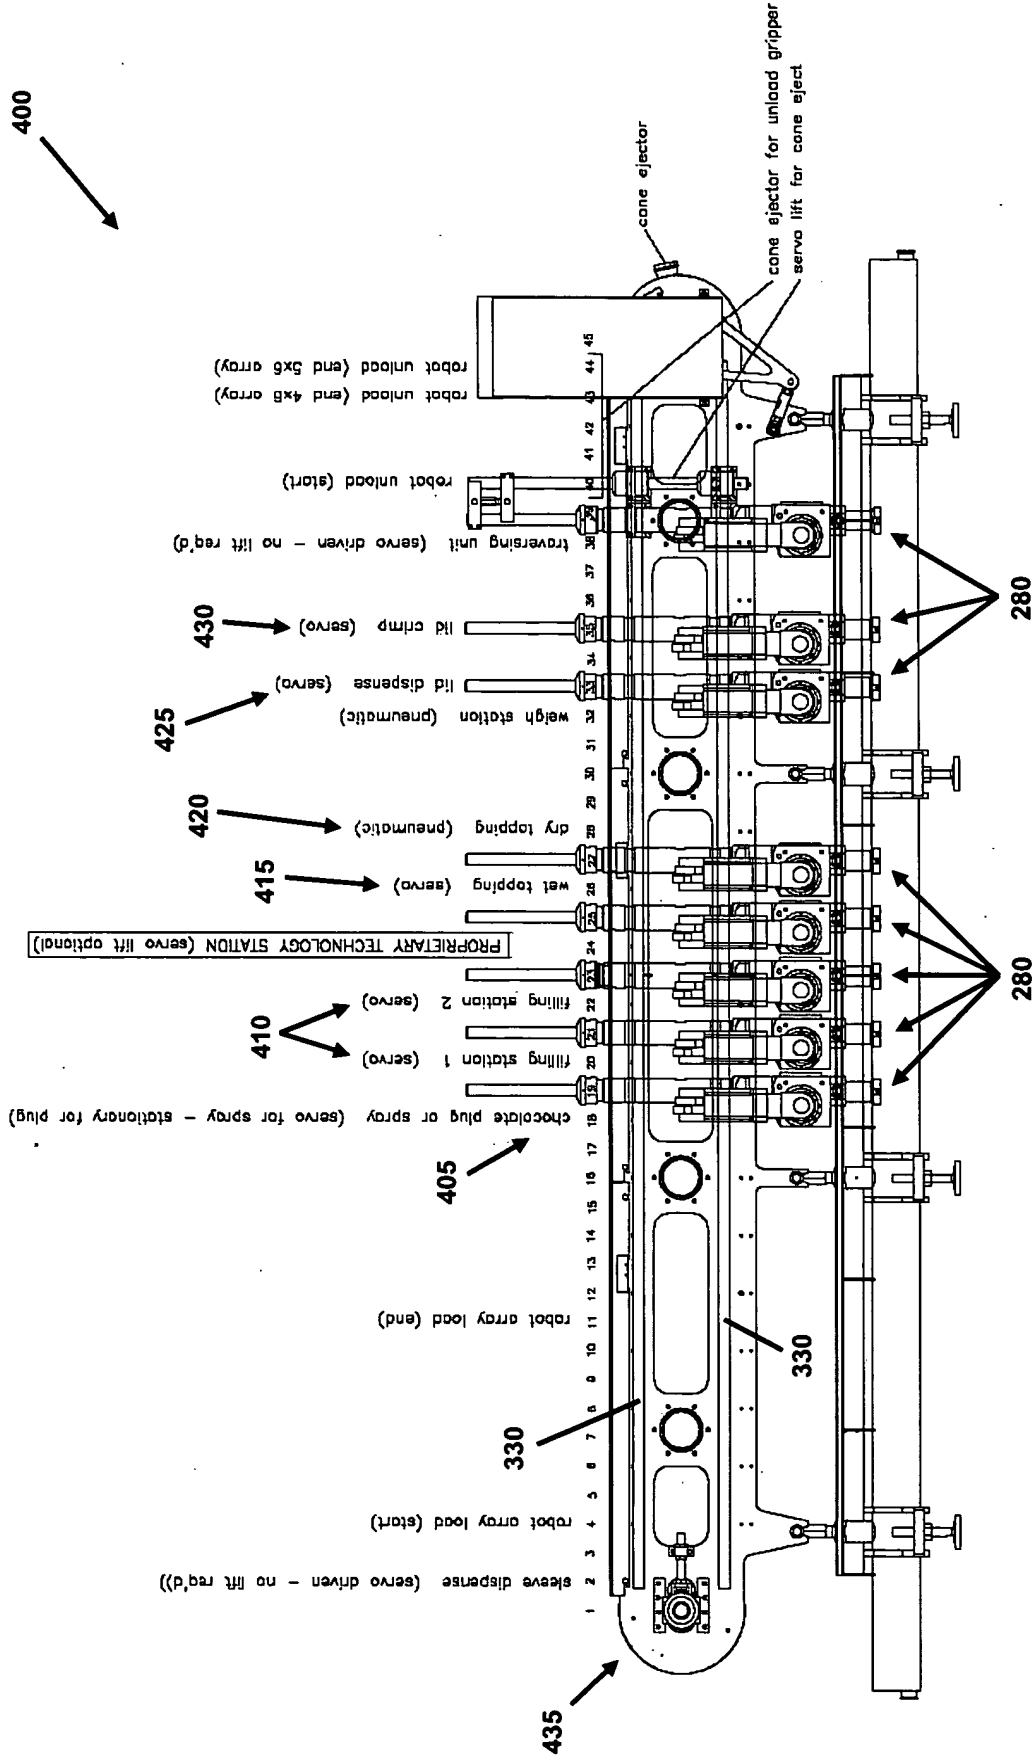 400
sleeve dispense (servo driven - no lift req'd))
robot array load (start)
robot array load (end)
chocolate plug or spray (servo for spray - stationary for plug)
405
filling station 1 (servo)
filling station 2 (servo)
410
PROPRIETARY TECHNOLOGY STATION (servo lift optional)
wet topping (servo)
415
dry topping (pneumatic)
420
weigh station (pneumatic)
lid dispense (servo)
425
lid crimp (servo)
430
traversing unit (servo driven - no lift req'd)
robot unload (start)
robot unload (end 4x6 array)
robot unload (end 5x6 array)
1 2 3 4 5 6 7 8 9 10 11 12 13 14 15 16 17 18 19 20 21 22 23 24 25 26 27 28 29 30 31 32 33 34 35 36 37 38 39 40 41 42 43 44 45
cone ejector
cone ejector for unload gripper
servo lift for cone eject
435
330
330
280
280